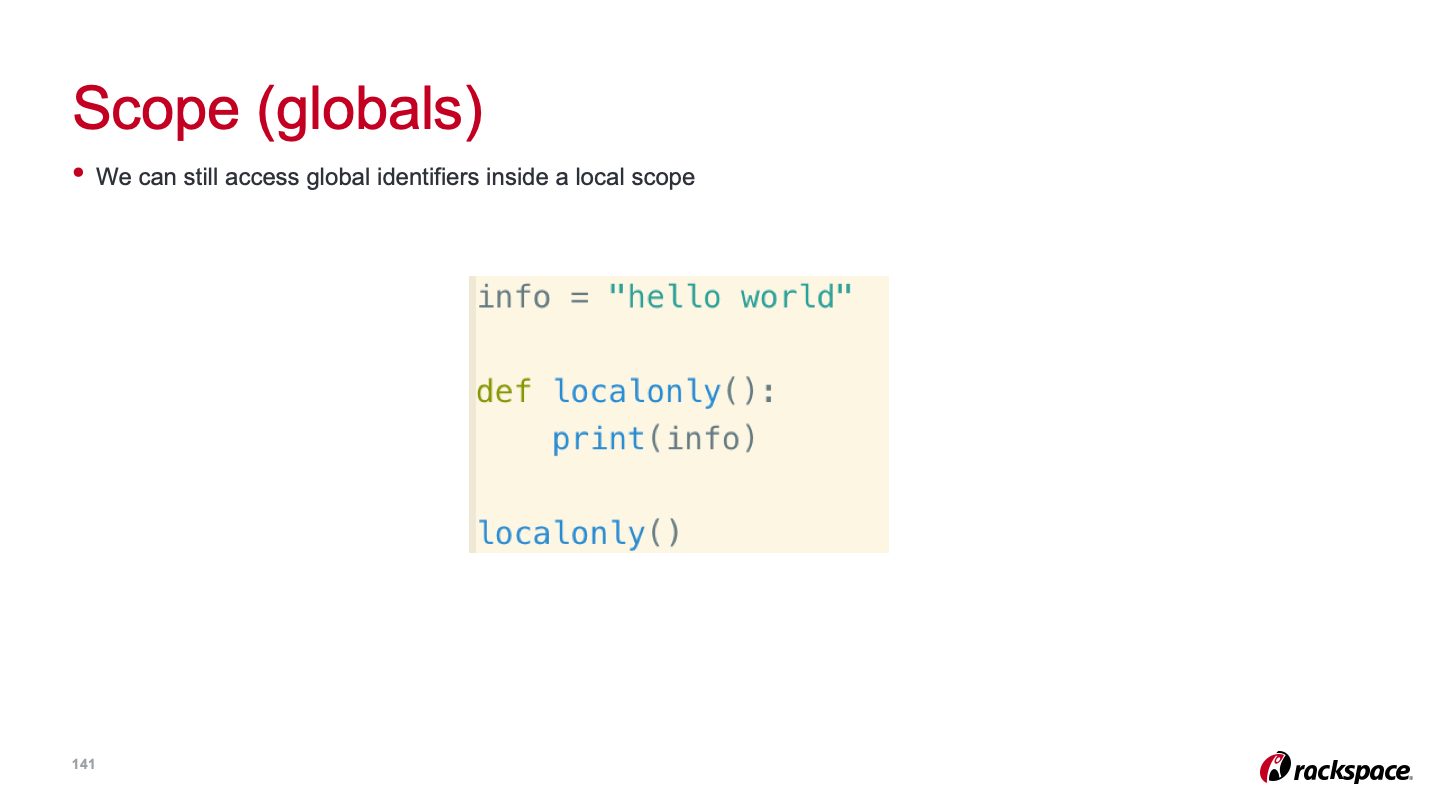 Scope (globals)
• We can still access global identifiers inside a local scope
info = "hello world"
def localonly():
    print(info)
localonly()
141
rackspace.